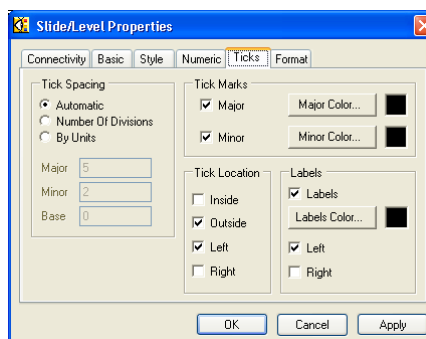 Slide/Level Properties
Connectivity Basic Style Numeric Ticks Format
Tick Spacing
Automatic
Number Of Divisions
By Units
Major 5
Minor 2
Base 0
Tick Marks
Major Major Color...
Minor Minor Color...
Tick Location
Inside
Outside
Left
Right
Labels
Labels
Labels Color...
Left
Right
OK Cancel Apply